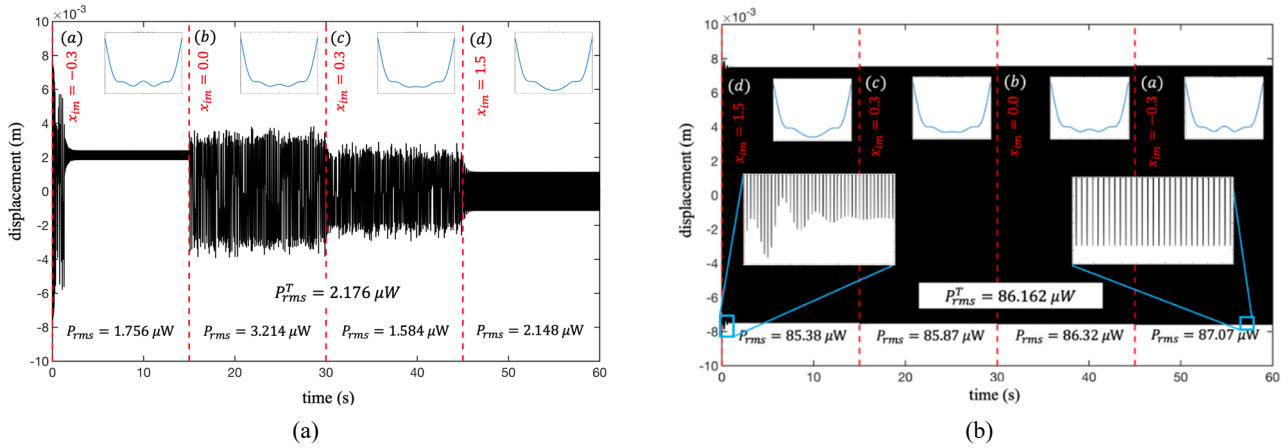 ×10⁻³
10
8
6
4
2
0
-2
-4
-6
-8
-10
displacement (m)
(a)
x_im = −0.3
(b)
x_im = 0.0
(c)
x_im = 0.3
(d)
x_im = 1.5
P^T_rms = 2.176 μW
P_rms = 1.756 μW
P_rms = 3.214 μW
P_rms = 1.584 μW
P_rms = 2.148 μW
0 10 20 30 40 50 60
time (s)
(a)
×10⁻³
10
8
6
4
2
0
-2
-4
-6
-8
-10
displacement (m)
(d)
x_im = 1.5
(c)
x_im = 0.3
(b)
x_im = 0.0
(a)
x_im = −0.3
P^T_rms = 86.162 μW
P_rms = 85.38 μW
P_rms = 85.87 μW
P_rms = 86.32 μW
P_rms = 87.07 μW
0 10 20 30 40 50 60
time (s)
(b)